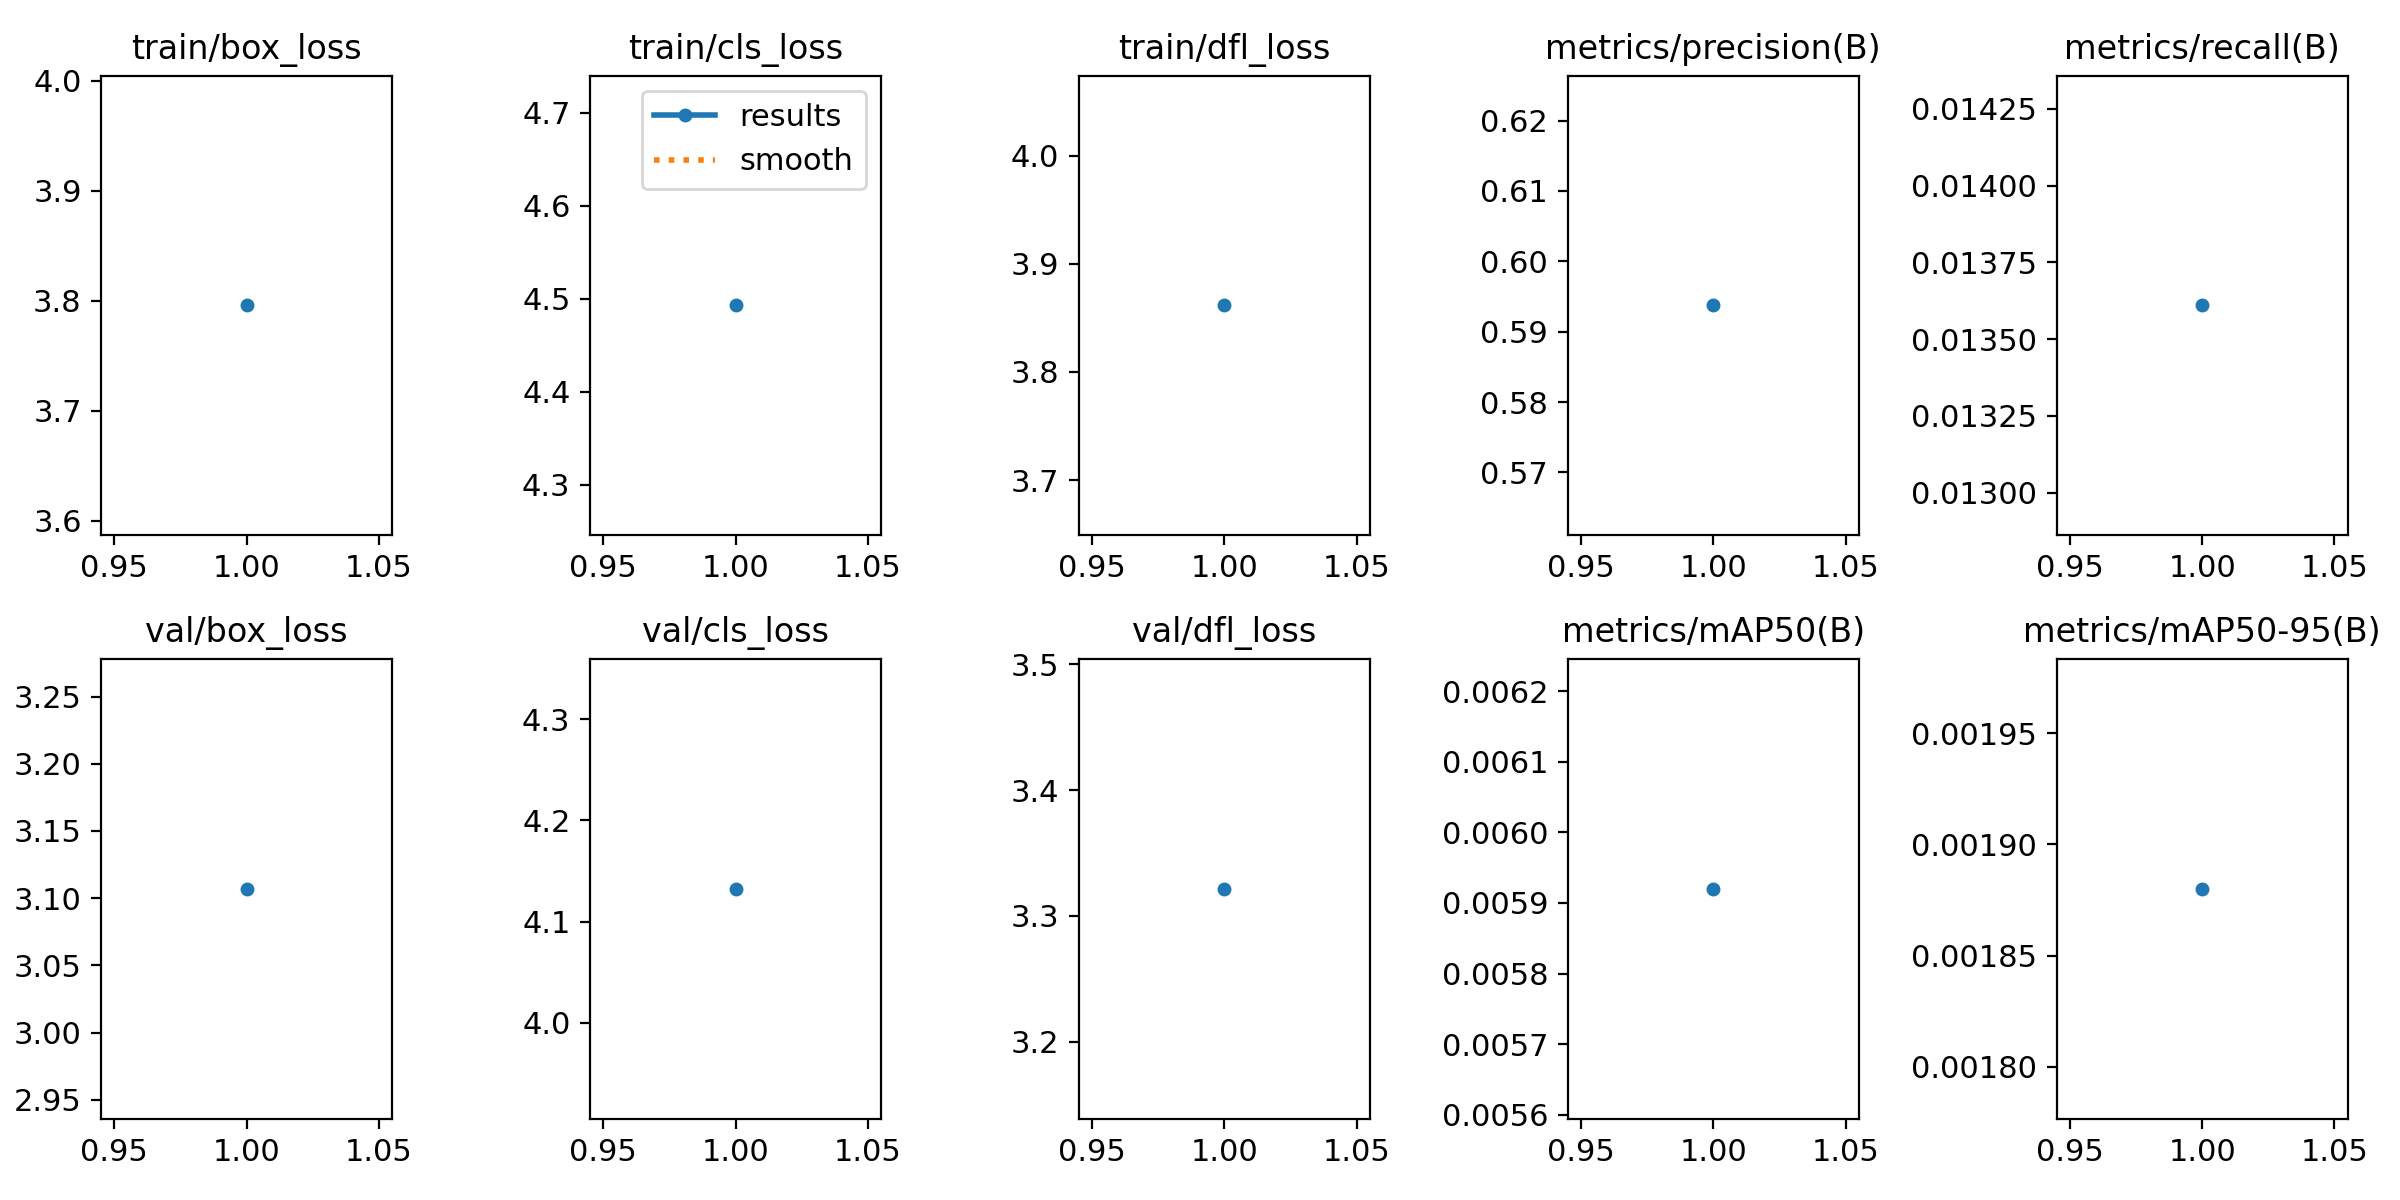 train/box_loss
train/cls_loss
train/dfl_loss
metrics/precision(B)
metrics/recall(B)
4.0
3.9
3.8
3.7
3.6
0.95 1.00 1.05
4.7
4.6
4.5
4.4
4.3
results
smooth
0.95 1.00 1.05
4.0
3.9
3.8
3.7
0.95 1.00 1.05
0.62
0.61
0.60
0.59
0.58
0.57
0.95 1.00 1.05
0.01425
0.01400
0.01375
0.01350
0.01325
0.01300
0.95 1.00 1.05
val/box_loss
val/cls_loss
val/dfl_loss
metrics/mAP50(B)
metrics/mAP50-95(B)
3.25
3.20
3.15
3.10
3.05
3.00
2.95
0.95 1.00 1.05
4.3
4.2
4.1
4.0
0.95 1.00 1.05
3.5
3.4
3.3
3.2
0.95 1.00 1.05
0.0062
0.0061
0.0060
0.0059
0.0058
0.0057
0.0056
0.95 1.00 1.05
0.00195
0.00190
0.00185
0.00180
0.95 1.00 1.05